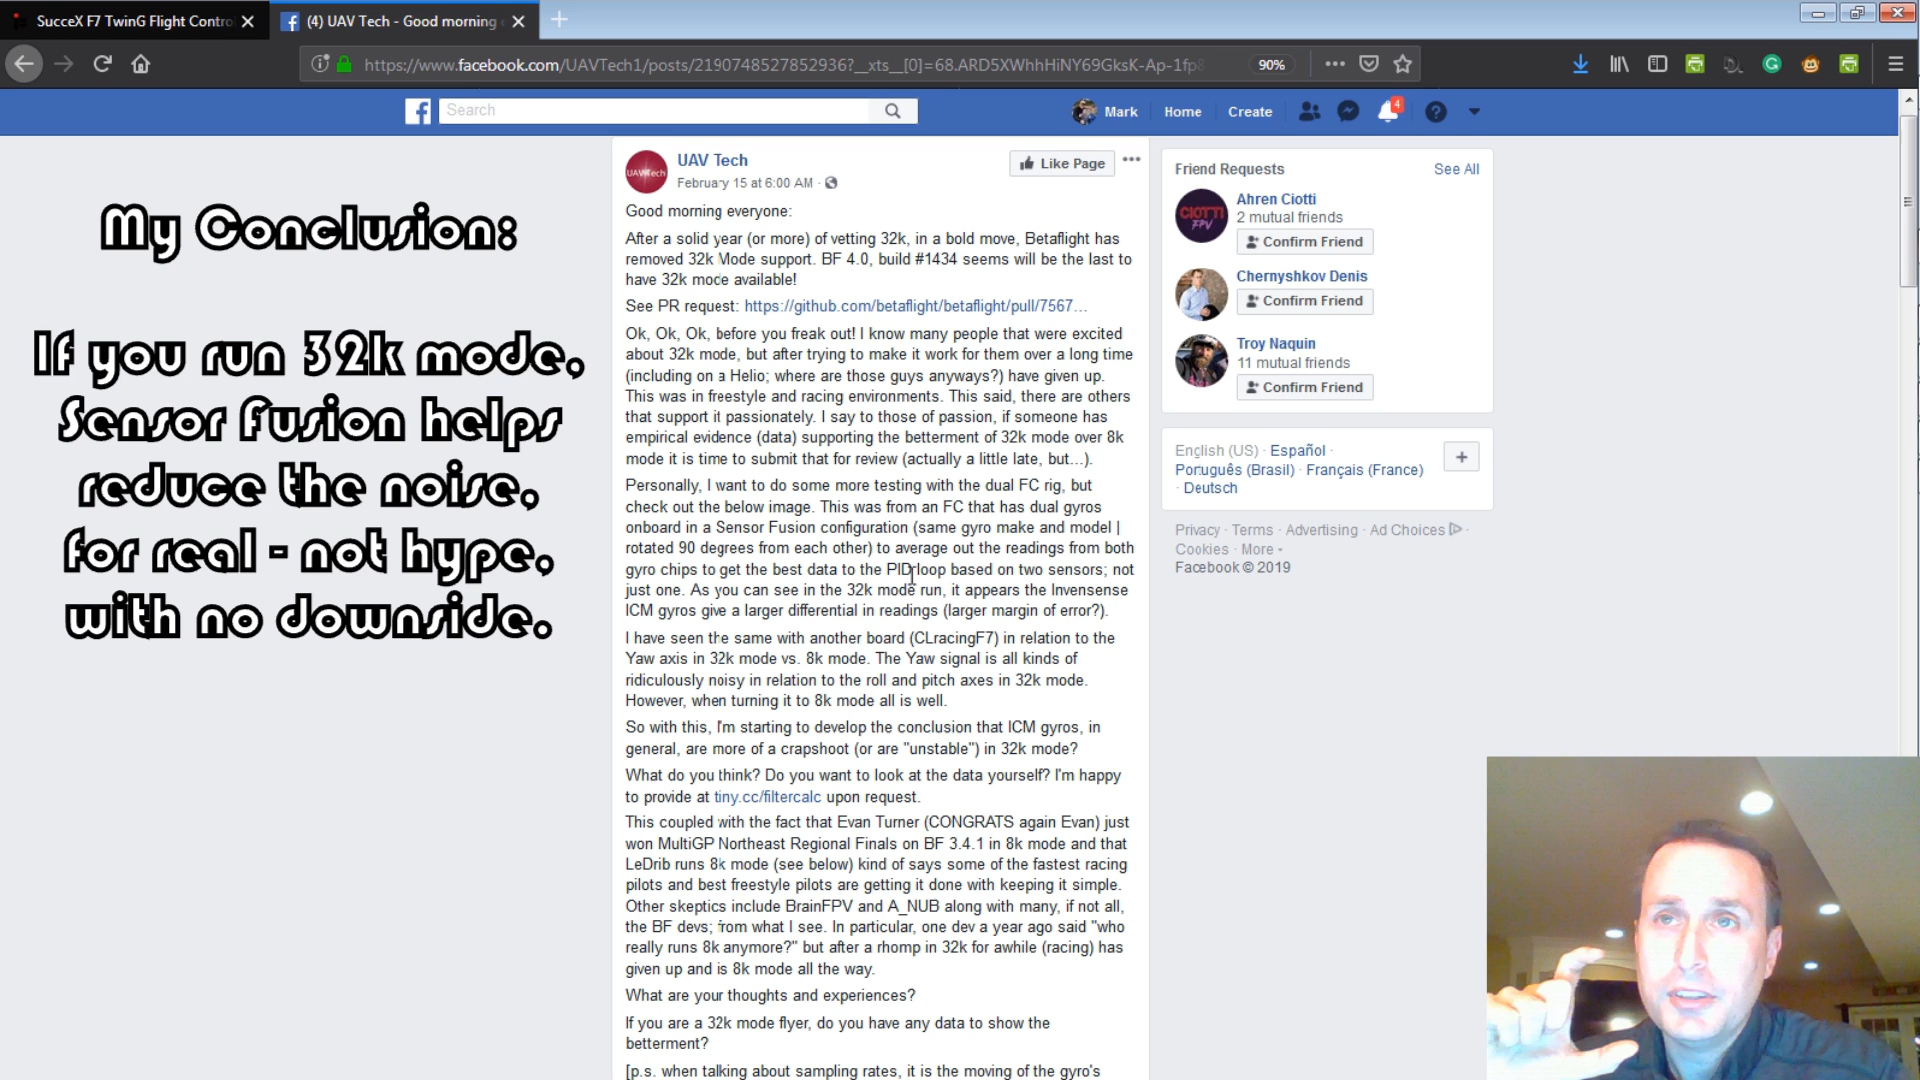 SucceX F7 TwinG Flight Contro
(4) UAV Tech - Good morning
https://www.facebook.com/UAVTech1/posts/2190748527852936?__xts__[0]=68.ARD5XWhhHiNY69GksK-Ap-1fp8
90%
Search
Mark
Home
Create
4
My Conclusion:
If you run 32k mode,
Sensor Fusion helps
reduce the noise,
for real - not hype,
with no downside.
UAV Tech
UAVTech
February 15 at 6:00 AM ·
Like Page
Good morning everyone:
After a solid year (or more) of vetting 32k, in a bold move, Betaflight has
removed 32k Mode support. BF 4.0, build #1434 seems will be the last to
have 32k mode available!
See PR request: https://github.com/betaflight/betaflight/pull/7567…
Ok, Ok, Ok, before you freak out! I know many people that were excited
about 32k mode, but after trying to make it work for them over a long time
(including on a Helio; where are those guys anyways?) have given up.
This was in freestyle and racing environments. This said, there are others
that support it passionately. I say to those of passion, if someone has
empirical evidence (data) supporting the betterment of 32k mode over 8k
mode it is time to submit that for review (actually a little late, but...).
Personally, I want to do some more testing with the dual FC rig, but
check out the below image. This was from an FC that has dual gyros
onboard in a Sensor Fusion configuration (same gyro make and model |
rotated 90 degrees from each other) to average out the readings from both
gyro chips to get the best data to the PID loop based on two sensors; not
just one. As you can see in the 32k mode run, it appears the Invensense
ICM gyros give a larger differential in readings (larger margin of error?).
I have seen the same with another board (CLracingF7) in relation to the
Yaw axis in 32k mode vs. 8k mode. The Yaw signal is all kinds of
ridiculously noisy in relation to the roll and pitch axes in 32k mode.
However, when turning it to 8k mode all is well.
So with this, I'm starting to develop the conclusion that ICM gyros, in
general, are more of a crapshoot (or are "unstable") in 32k mode?
What do you think? Do you want to look at the data yourself? I'm happy
to provide at tiny.cc/filtercalc upon request.
This coupled with the fact that Evan Turner (CONGRATS again Evan) just
won MultiGP Northeast Regional Finals on BF 3.4.1 in 8k mode and that
LeDrib runs 8k mode (see below) kind of says some of the fastest racing
pilots and best freestyle pilots are getting it done with keeping it simple.
Other skeptics include BrainFPV and A_NUB along with many, if not all,
the BF devs; from what I see. In particular, one dev a year ago said "who
really runs 8k anymore?" but after a rhomp in 32k for awhile (racing) has
given up and is 8k mode all the way.
What are your thoughts and experiences?
If you are a 32k mode flyer, do you have any data to show the
betterment?
[p.s. when talking about sampling rates, it is the moving of the gyro's
Friend Requests
See All
CIOTTI
FPV
Ahren Ciotti
2 mutual friends
Confirm Friend
Chernyshkov Denis
Confirm Friend
Troy Naquin
11 mutual friends
Confirm Friend
English (US) · Español ·
Português (Brasil) · Français (France)
· Deutsch
Privacy · Terms · Advertising · Ad Choices ·
Cookies · More
Facebook © 2019